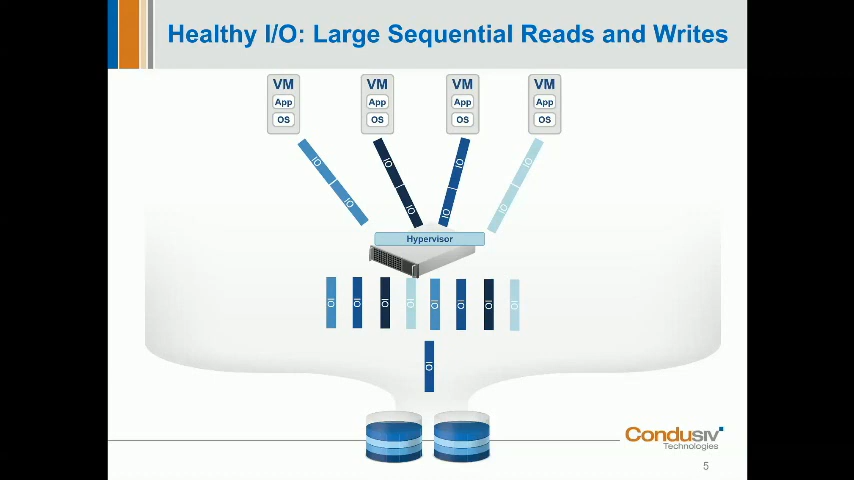 Healthy I/O: Large Sequential Reads and Writes
VM VM VM VM
App App App App
OS OS OS OS
IO IO IO IO
IO IO IO IO
Hypervisor
IO IO IO IO IO IO IO IO
IO
Condusiv
Technologies
5